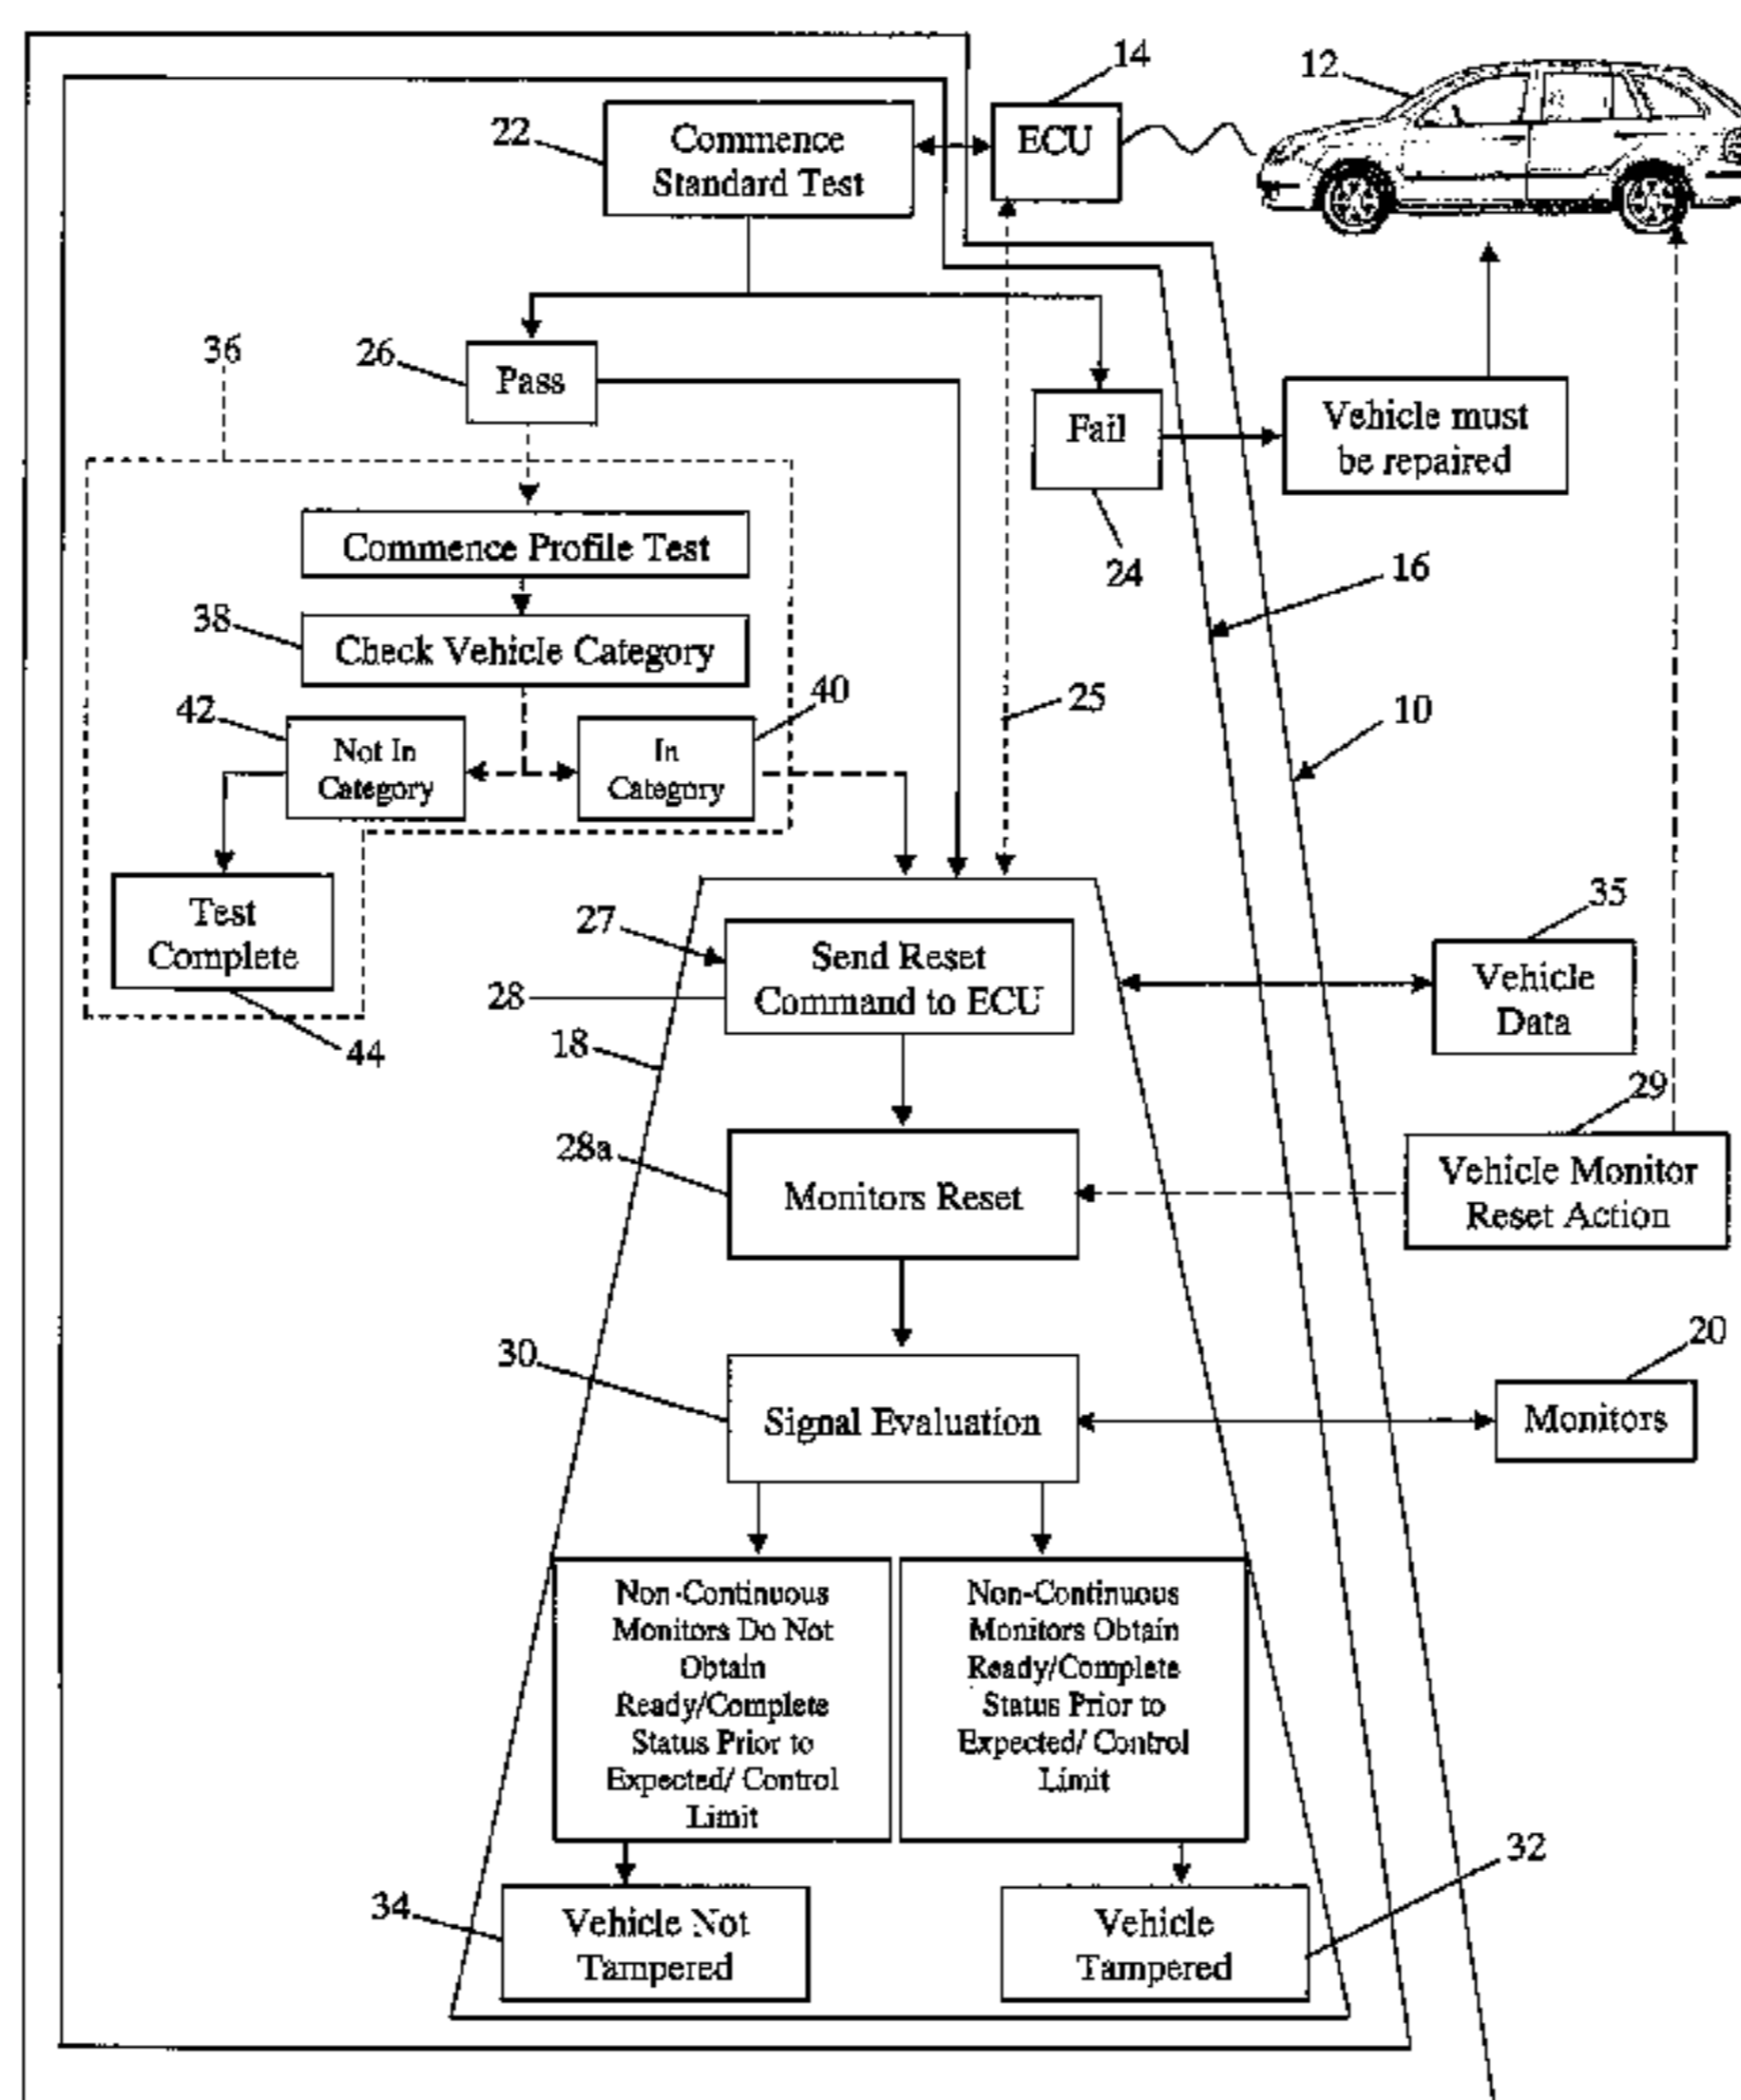 14
12
22
Commence
Standard Test
ECU
36
26
Pass
Fail
Vehicle must
be repaired
24
16
Commence Profile Test
38
Check Vehicle Category
42
40
25
10
Not In
Category
In
Category
Test
Complete
44
27
28
18
Send Reset
Command to ECU
35
Vehicle
Data
29
28a
Monitors Reset
Vehicle Monitor
Reset Action
30
Signal Evaluation
20
Monitors
Non-Continuous
Monitors Do Not
Obtain
Ready/Complete
Status Prior to
Expected/ Control
Limit
Non-Continuous
Monitors Obtain
Ready/Complete
Status Prior to
Expected/ Control
Limit
32
34
Vehicle Not
Tampered
Vehicle
Tampered